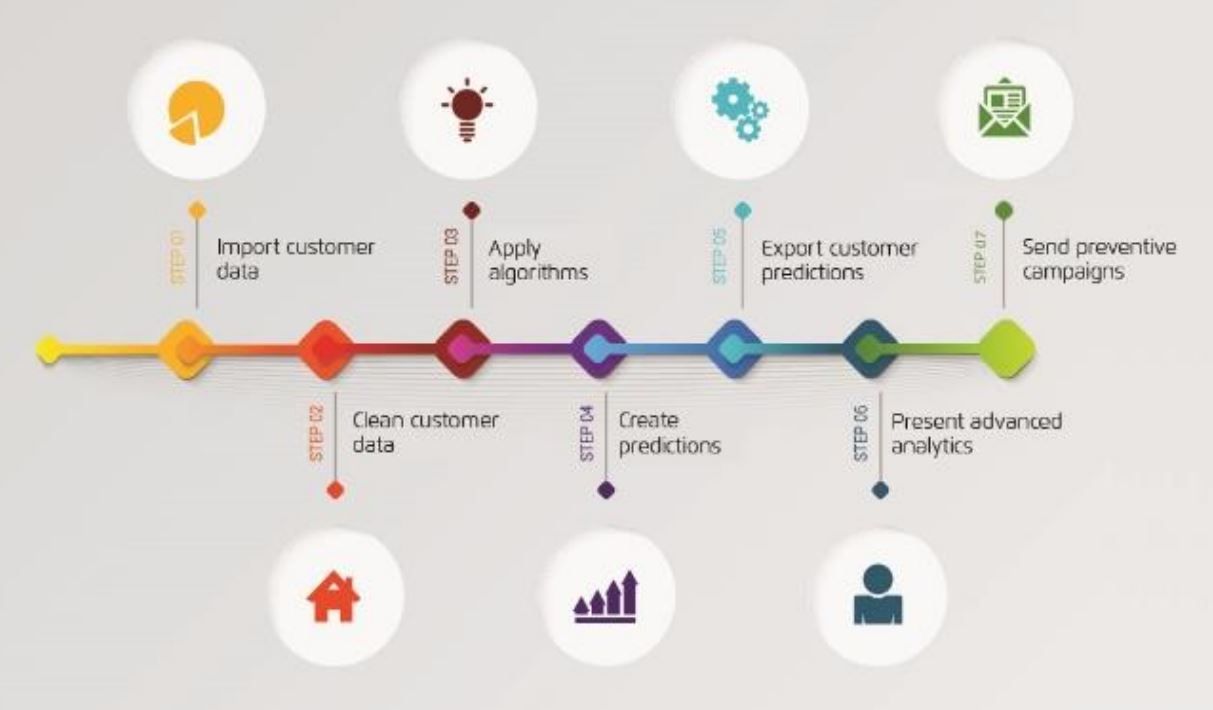 STEP 01
Import customer
data
STEP 02
Clean customer
data
STEP 03
Apply
algorithms
STEP 04
Create
predictions
STEP 05
Export customer
predictions
STEP 06
Present advanced
analytics
STEP 07
Send preventive
campaigns